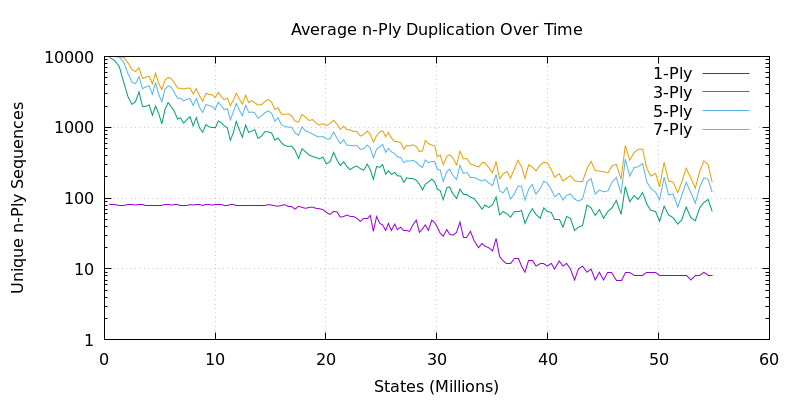 Average n-Ply Duplication Over Time
Unique n-Ply Sequences
10000
1000
100
10
1
1-Ply
3-Ply
5-Ply
7-Ply
0 10 20 30 40 50 60
States (Millions)